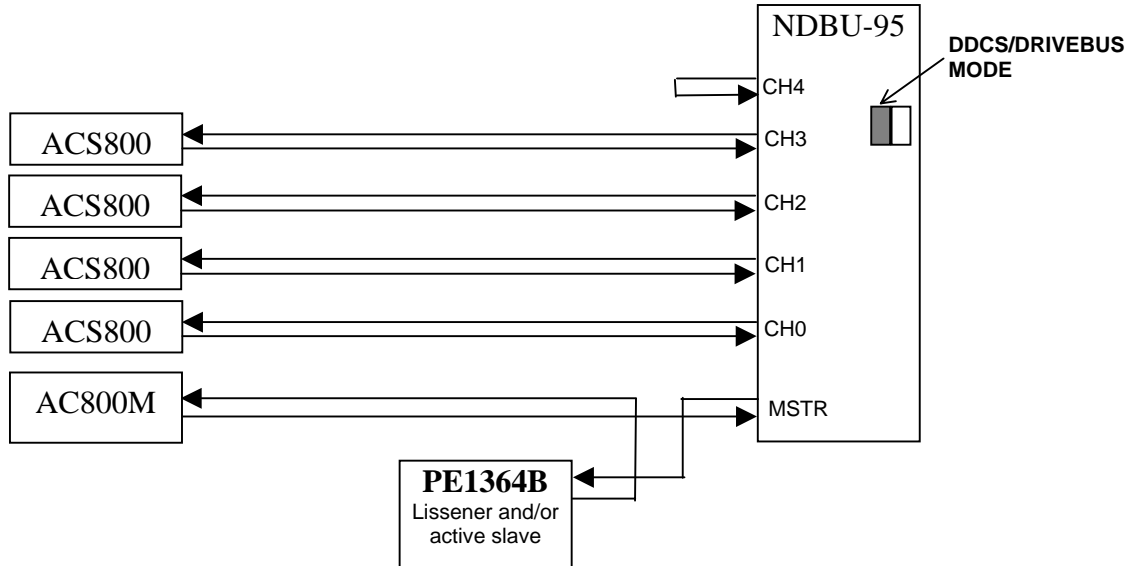 NDBU-95
DDCS/DRIVEBUS
MODE
CH4
ACS800
CH3
ACS800
CH2
ACS800
CH1
ACS800
CH0
AC800M
MSTR
PE1364B
Lissener and/or
active slave